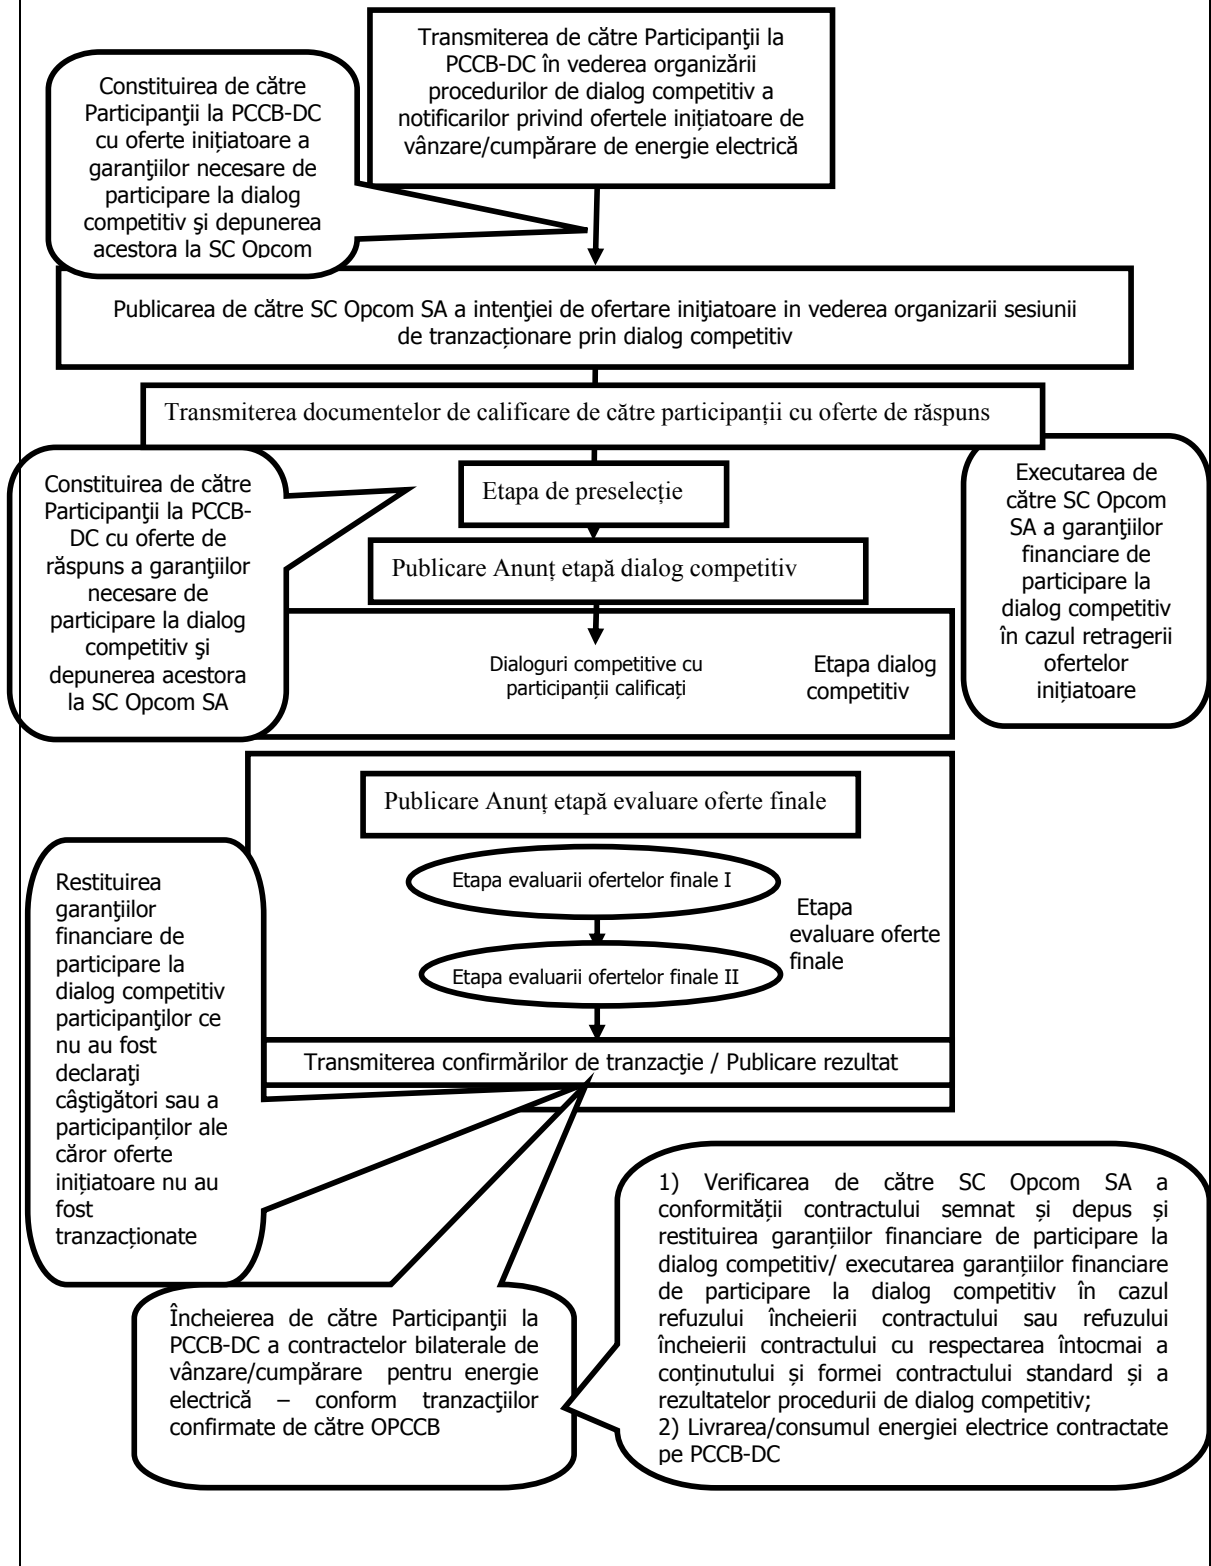 Transmiterea de către Participanţii la
PCCB-DC în vederea organizării
procedurilor de dialog competitiv a
notificarilor privind ofertele inițiatoare de
vânzare/cumpărare de energie electrică
Constituirea de către
Participanţii la PCCB-DC
cu oferte inițiatoare a
garanţiilor necesare de
participare la dialog
competitiv şi depunerea
acestora la SC Opcom
Publicarea de către SC Opcom SA a intenţiei de ofertare iniţiatoare in vederea organizarii sesiunii
de tranzacționare prin dialog competitiv
Transmiterea documentelor de calificare de către participanții cu oferte de răspuns
Constituirea de către
Participanţii la PCCB-
DC cu oferte de
răspuns a garanţiilor
necesare de
participare la dialog
competitiv şi
depunerea acestora
la SC Opcom SA
Etapa de preselecție
Publicare Anunț etapă dialog competitiv
Dialoguri competitive cu
participanții calificați
Etapa dialog
competitiv
Executarea de
către SC Opcom
SA a garanţiilor
financiare de
participare la
dialog competitiv
în cazul retragerii
ofertelor
inițiatoare
Publicare Anunț etapă evaluare oferte finale
Etapa evaluarii ofertelor finale I
Etapa evaluarii ofertelor finale II
Etapa
evaluare oferte
finale
Transmiterea confirmărilor de tranzacţie / Publicare rezultat
Restituirea
garanţiilor
financiare de
participare la
dialog competitiv
participanţilor ce
nu au fost
declaraţi
câştigători sau a
participanților ale
căror oferte
inițiatoare nu au
fost
tranzacționate
Încheierea de către Participanţii la
PCCB-DC a contractelor bilaterale de
vânzare/cumpărare pentru energie
electrică – conform tranzacţiilor
confirmate de către OPCCB
1) Verificarea de către SC Opcom SA a
conformității contractului semnat și depus și
restituirea garanțiilor financiare de participare la
dialog competitiv/ executarea garanțiilor financiare
de participare la dialog competitiv în cazul
refuzului încheierii contractului sau refuzului
încheierii contractului cu respectarea întocmai a
conținutului și formei contractului standard și a
rezultatelor procedurii de dialog competitiv;
2) Livrarea/consumul energiei electrice contractate
pe PCCB-DC